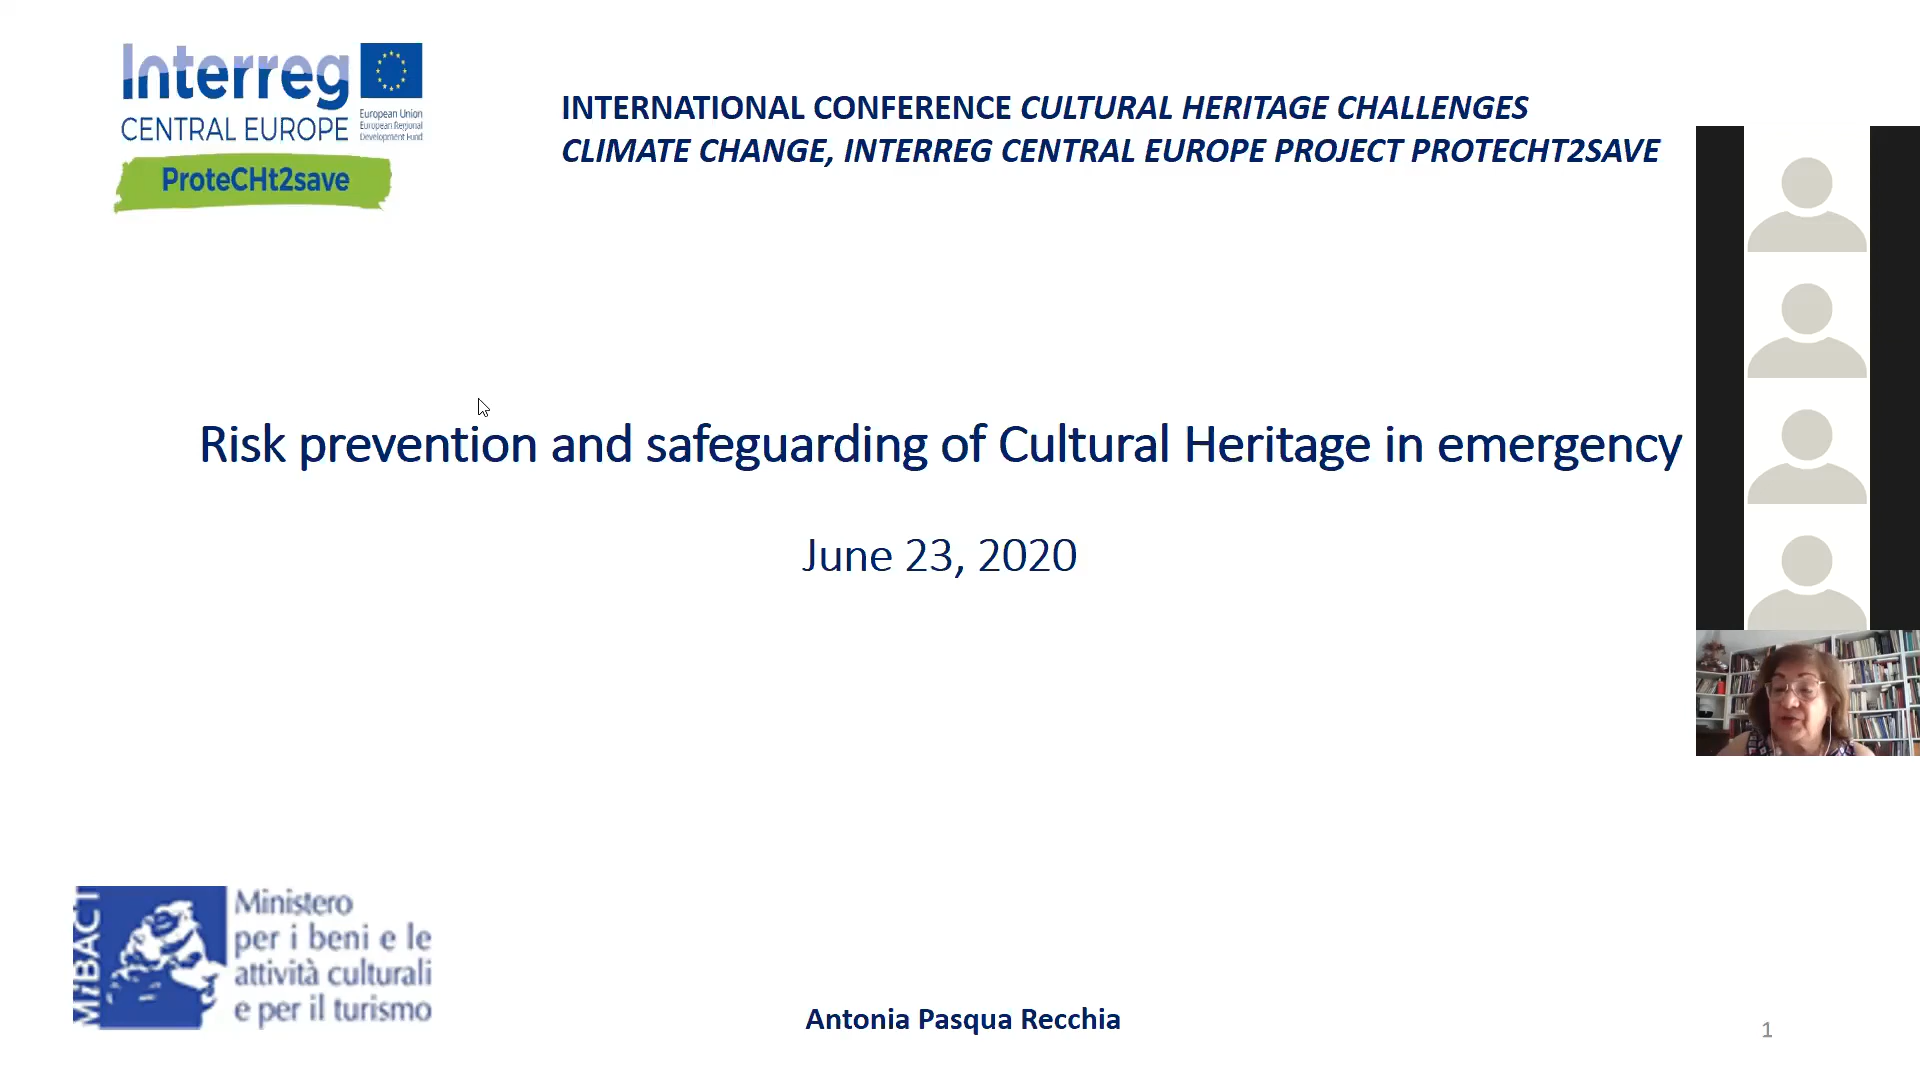 Interreg
CENTRAL EUROPE
European Union
European Regional
Development Fund
ProteCHt2save
INTERNATIONAL CONFERENCE CULTURAL HERITAGE CHALLENGES
CLIMATE CHANGE, INTERREG CENTRAL EUROPE PROJECT PROTECHT2SAVE
Risk prevention and safeguarding of Cultural Heritage in emergency
June 23, 2020
MiBACT
Ministero
per i beni e le
attività culturali
e per il turismo
Antonia Pasqua Recchia
1